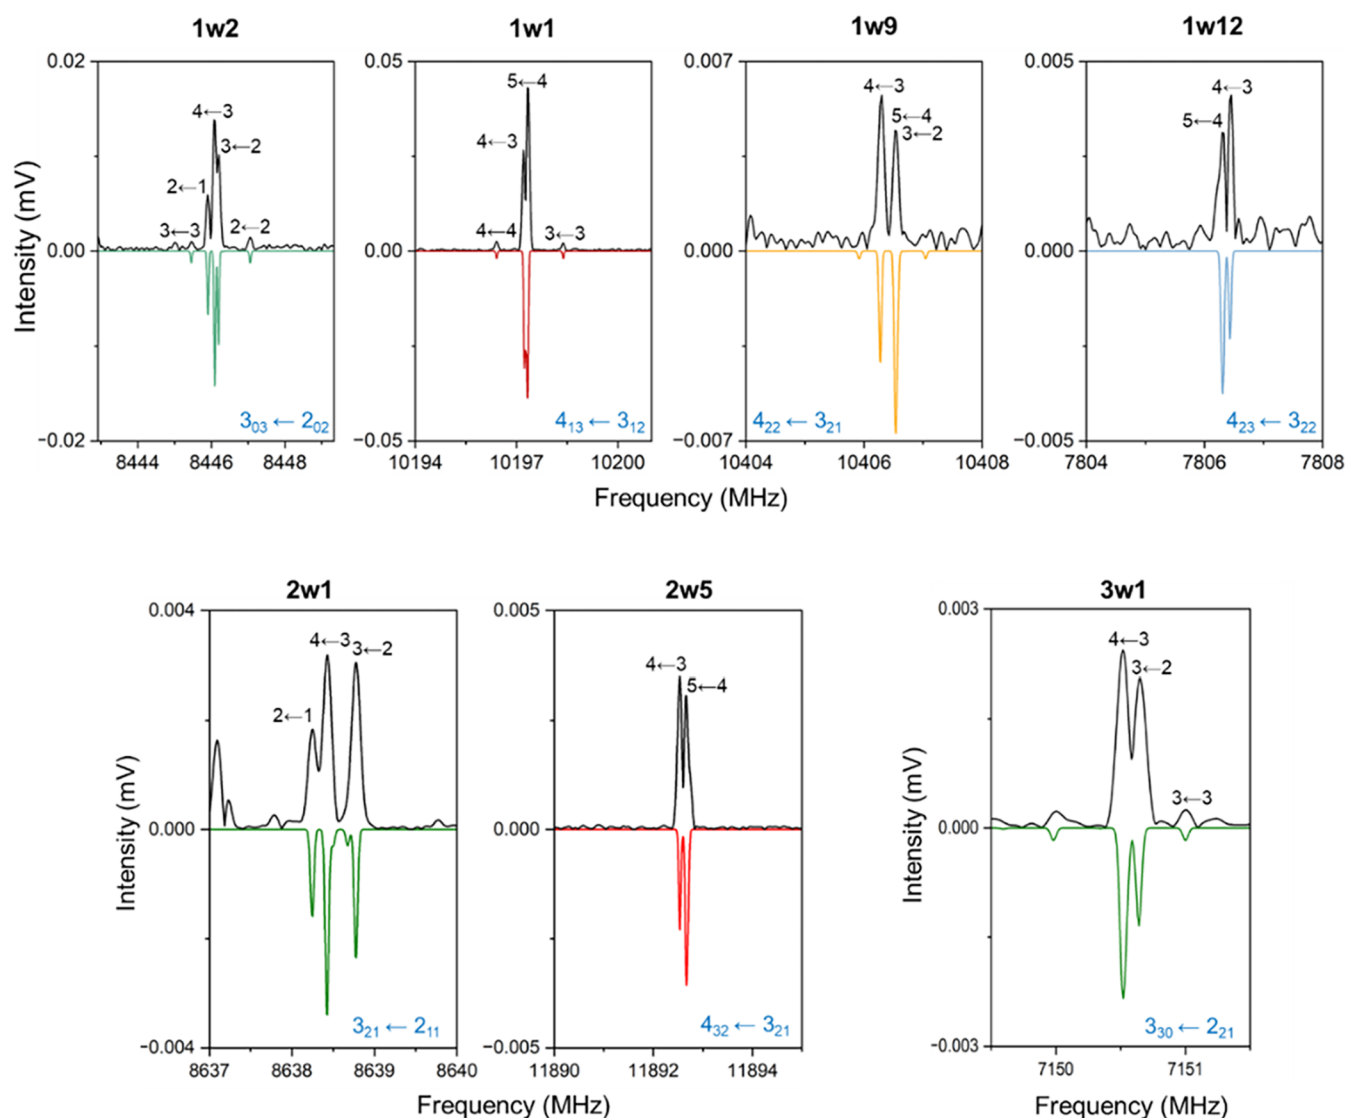 1w2
1w1
1w9
1w12
0.02
0.00
−0.02
0.05
0.00
−0.05
0.007
0.000
−0.007
0.005
0.000
−0.005
4←3
3←2
2←1
3←3
2←2
5←4
4←3
4←4
3←3
4←3
5←4
3←2
4←3
5←4
3₀₃ ← 2₀₂
4₁₃ ← 3₁₂
4₂₂ ← 3₂₁
4₂₃ ← 3₂₂
8444 8446 8448
10194 10197 10200
10404 10406 10408
7804 7806 7808
Intensity (mV)
Frequency (MHz)
2w1
2w5
3w1
0.004
0.000
−0.004
0.005
0.000
−0.005
0.003
0.000
−0.003
4←3
3←2
2←1
4←3
5←4
4←3
3←2
3←3
3₂₁ ← 2₁₁
4₃₂ ← 3₂₁
3₃₀ ← 2₂₁
8637 8638 8639 8640
11890 11892 11894
7150 7151
Intensity (mV)
Intensity (mV)
Frequency (MHz)
Frequency (MHz)